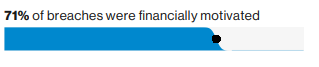 71% of breaches were financially motivated